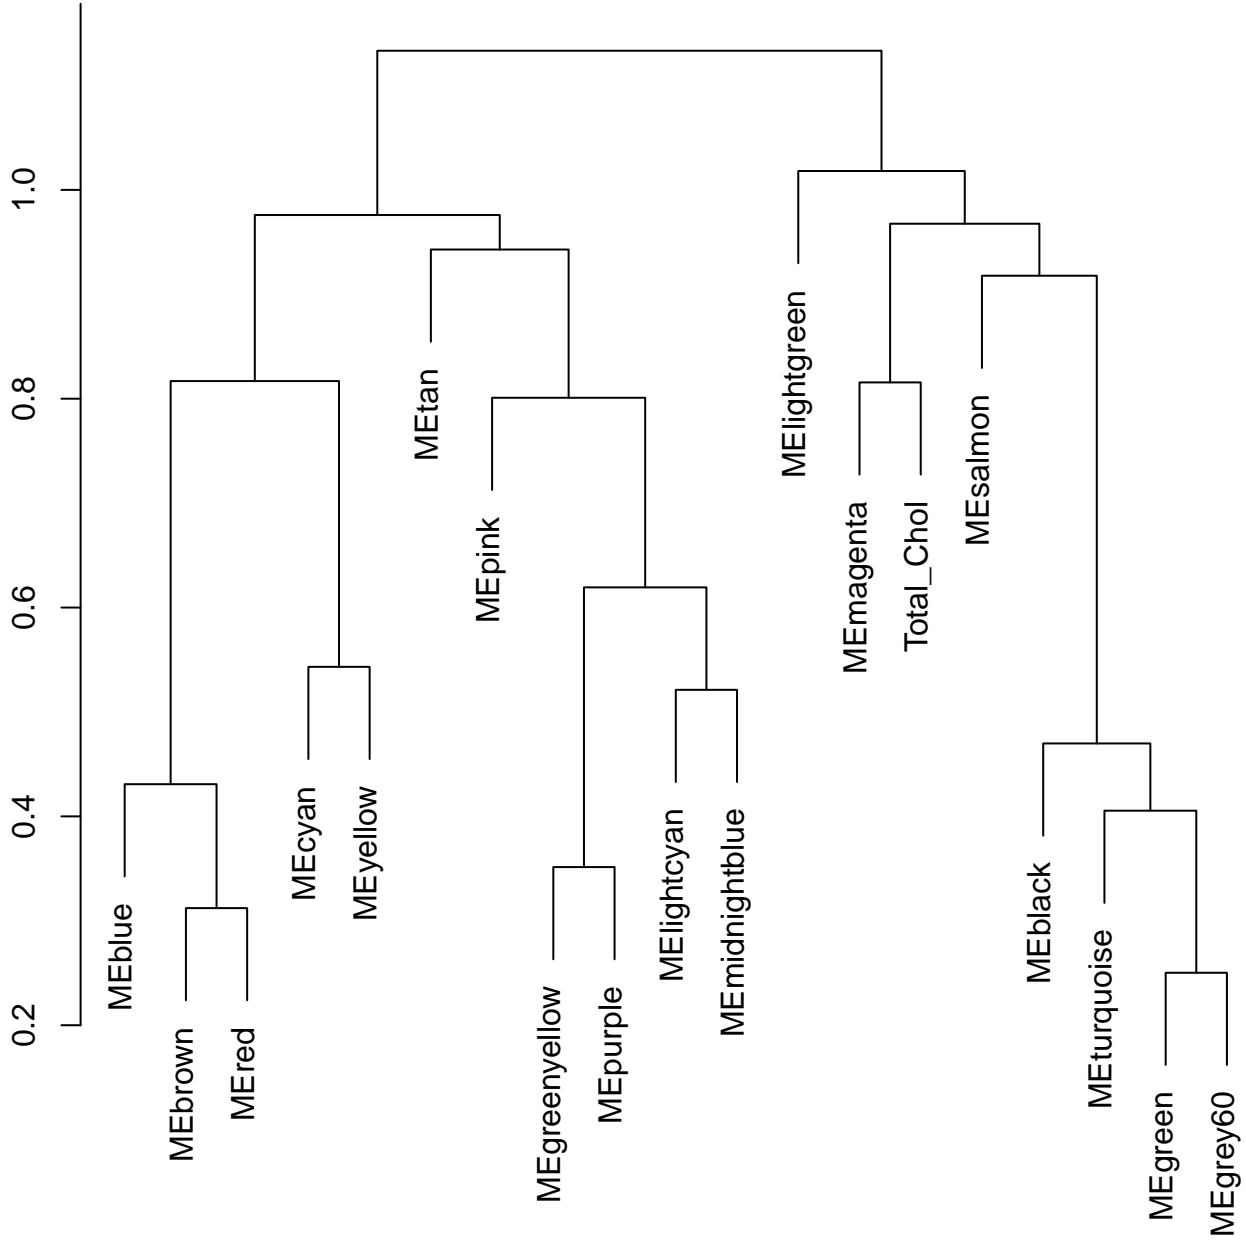 1.0
0.8
0.6
0.4
0.2
MEblue
MEbrown
MEred
MEcyan
MEyellow
MEtan
MEpink
MEgreenyellow
MEpurple
MElightcyan
MEmidnightblue
MElightgreen
MEmagenta
Total_Chol
MEsalmon
MEblack
MEturquoise
MEgreen
MEgrey60